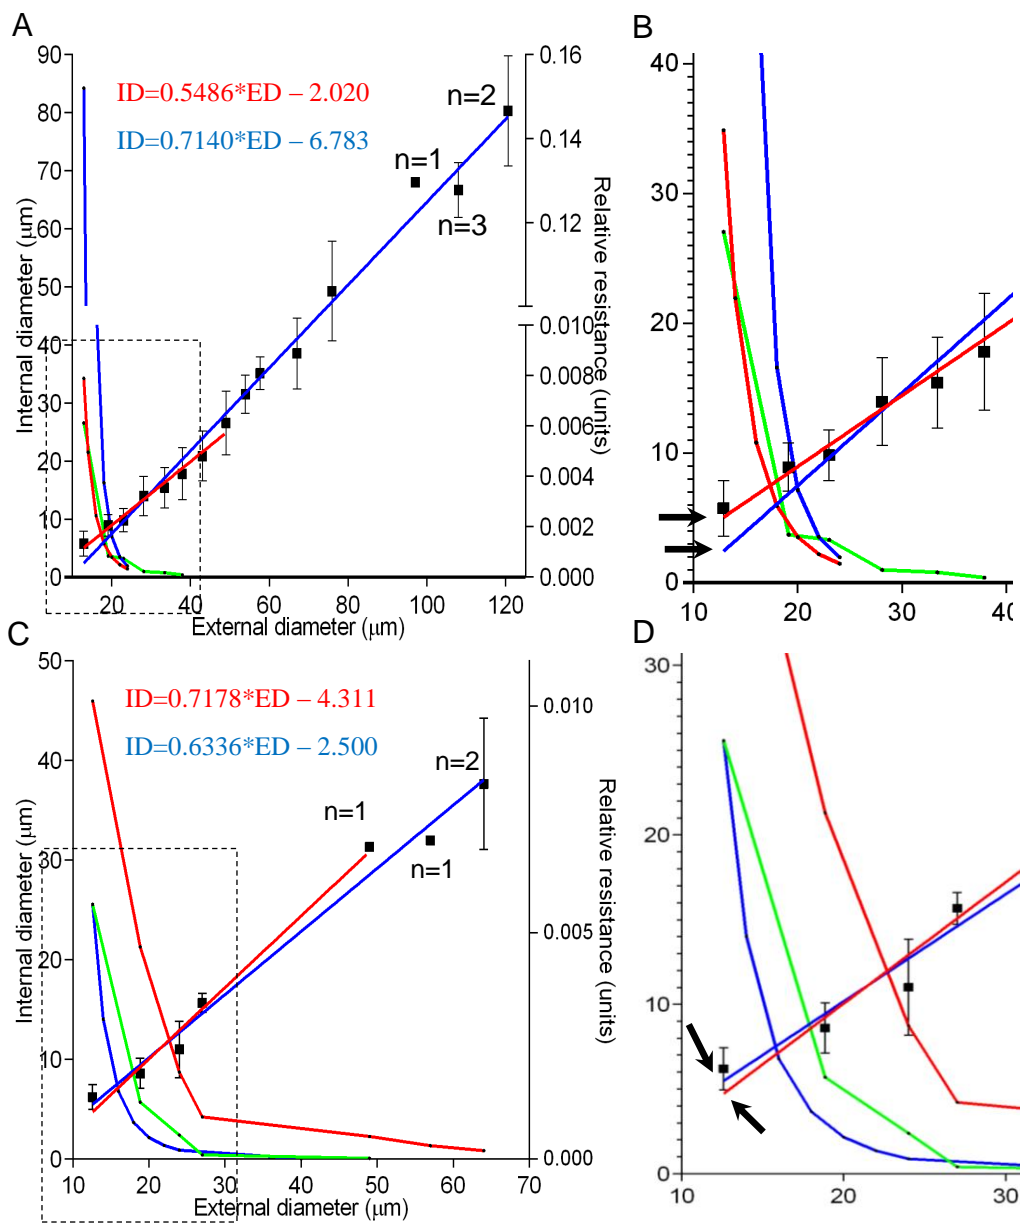 A
90
80
70
60
50
40
30
20
10
0
Internal diameter (μm)
ID=0.5486*ED – 2.020
ID=0.7140*ED – 6.783
n=2
n=1
n=3
0.16
0.14
0.12
0.010
0.008
0.006
0.004
0.002
0.000
Relative resistance (units)
20
40
60
80
100
120
External diameter (μm)
B
40
30
20
10
0
10
20
30
40
C
50
40
30
20
10
0
Internal diameter (μm)
ID=0.7178*ED – 4.311
ID=0.6336*ED – 2.500
n=2
n=1
n=1
0.010
0.005
0.000
Relative resistance (units)
10
20
30
40
50
60
70
External diameter (μm)
D
30
20
10
0
10
20
30